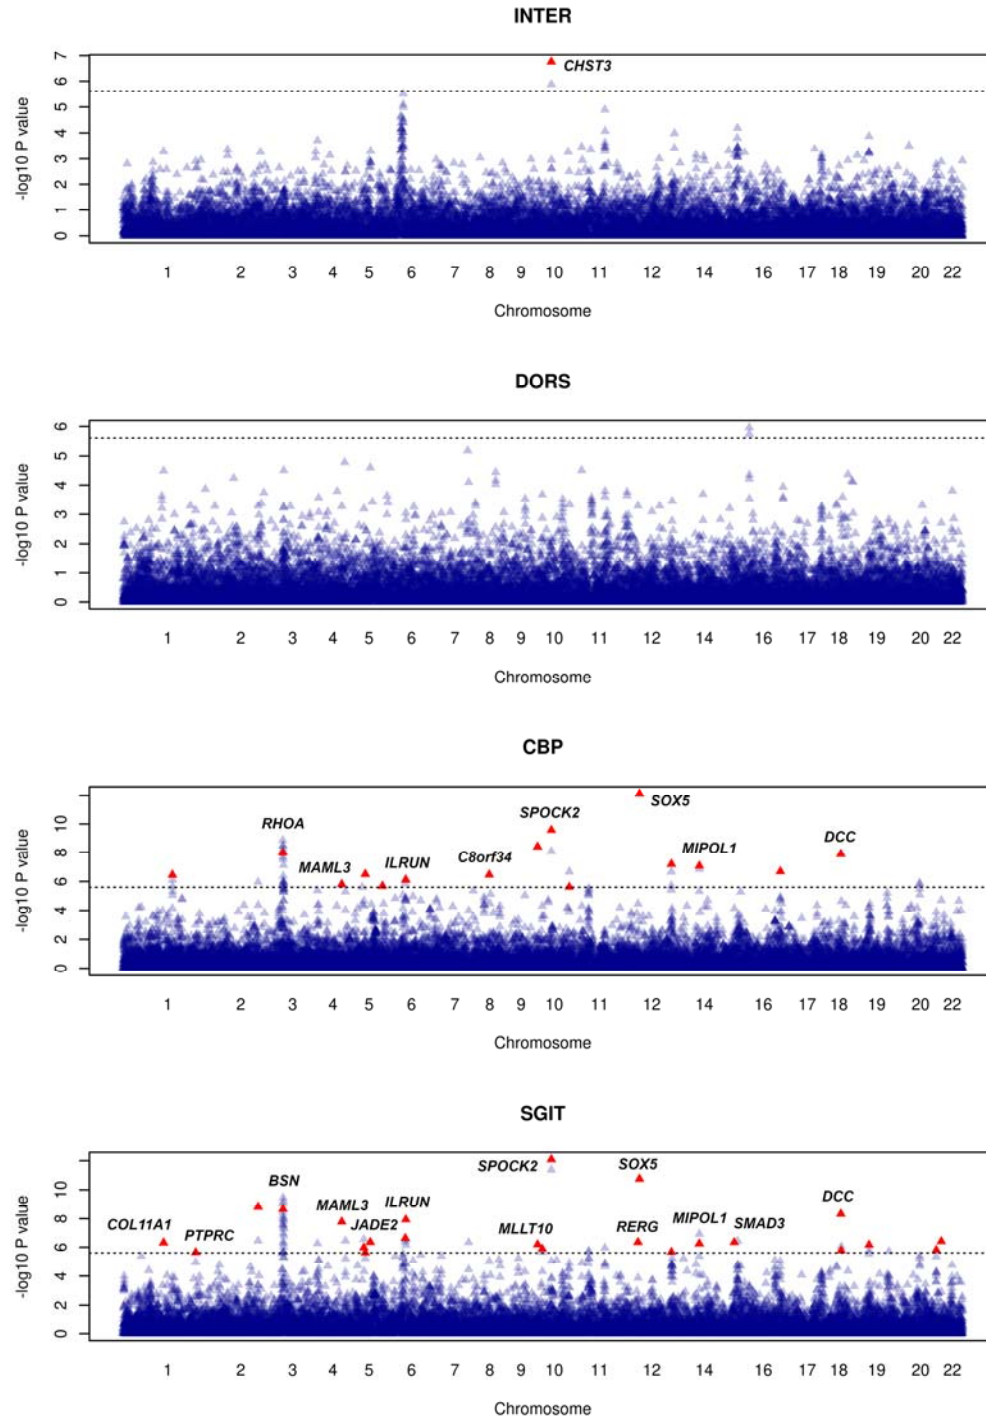 INTER
7
6
5
4
3
2
1
0
-log10 P value
CHST3
1 2 3 4 5 6 7 8 9 10 11 12 14 16 17 18 19 20 22
Chromosome
DORS
6
5
4
3
2
1
0
-log10 P value
1 2 3 4 5 6 7 8 9 10 11 12 14 16 17 18 19 20 22
Chromosome
CBP
10
8
6
4
2
0
-log10 P value
SOX5
SPOCK2
RHOA
DCC
MIPOL1
C8orf34
ILRUN
MAML3
1 2 3 4 5 6 7 8 9 10 11 12 14 16 17 18 19 20 22
Chromosome
SGIT
10
8
6
4
2
0
-log10 P value
SPOCK2
SOX5
BSN
DCC
MAML3
ILRUN
COL11A1
JADE2
MIPOL1
SMAD3
PTPRC
MLLT10
RERG
1 2 3 4 5 6 7 8 9 10 11 12 14 16 17 18 19 20 22
Chromosome